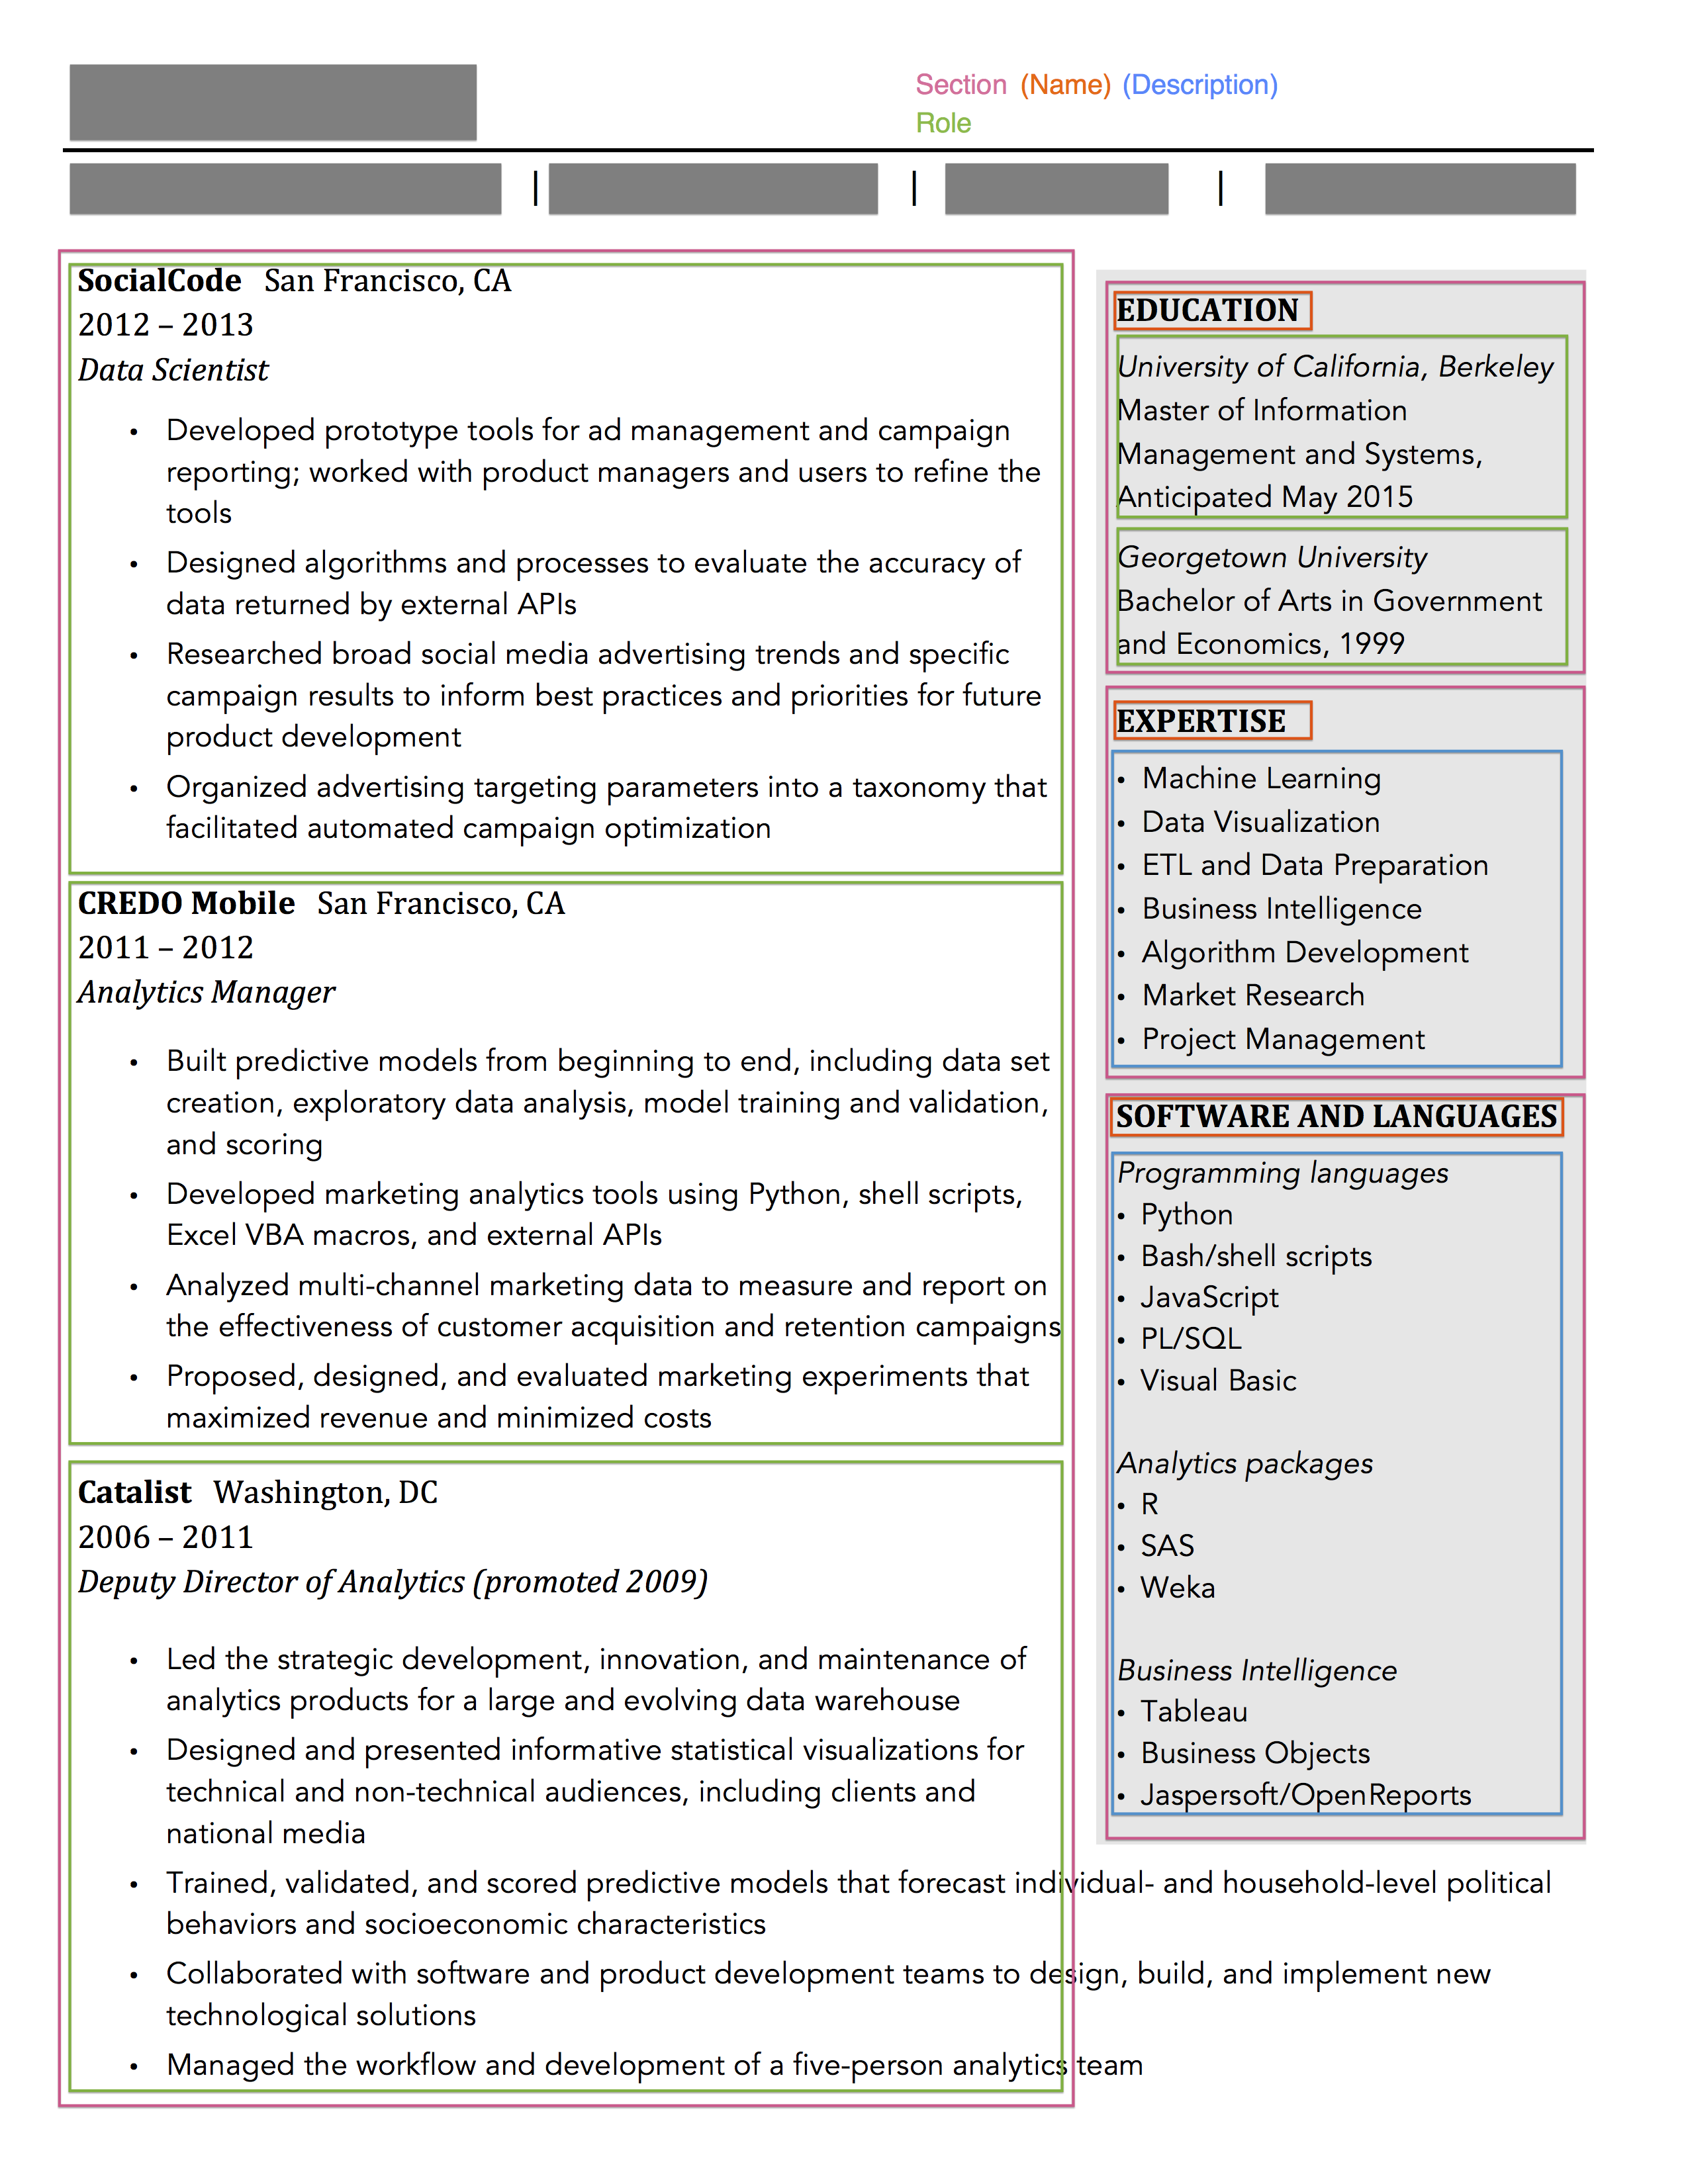 Section (Name) (Description)
Role
| | |
SocialCode San Francisco, CA
2012 – 2013
Data Scientist
• Developed prototype tools for ad management and campaign
reporting; worked with product managers and users to refine the
tools
• Designed algorithms and processes to evaluate the accuracy of
data returned by external APIs
• Researched broad social media advertising trends and specific
campaign results to inform best practices and priorities for future
product development
• Organized advertising targeting parameters into a taxonomy that
facilitated automated campaign optimization
CREDO Mobile San Francisco, CA
2011 – 2012
Analytics Manager
• Built predictive models from beginning to end, including data set
creation, exploratory data analysis, model training and validation,
and scoring
• Developed marketing analytics tools using Python, shell scripts,
Excel VBA macros, and external APIs
• Analyzed multi-channel marketing data to measure and report on
the effectiveness of customer acquisition and retention campaigns
• Proposed, designed, and evaluated marketing experiments that
maximized revenue and minimized costs
Catalist Washington, DC
2006 – 2011
Deputy Director of Analytics (promoted 2009)
• Led the strategic development, innovation, and maintenance of
analytics products for a large and evolving data warehouse
• Designed and presented informative statistical visualizations for
technical and non-technical audiences, including clients and
national media
• Trained, validated, and scored predictive models that forecast individual- and household-level political
behaviors and socioeconomic characteristics
• Collaborated with software and product development teams to design, build, and implement new
technological solutions
• Managed the workflow and development of a five-person analytics team
EDUCATION
University of California, Berkeley
Master of Information
Management and Systems,
Anticipated May 2015
Georgetown University
Bachelor of Arts in Government
and Economics, 1999
EXPERTISE
• Machine Learning
• Data Visualization
• ETL and Data Preparation
• Business Intelligence
• Algorithm Development
• Market Research
• Project Management
SOFTWARE AND LANGUAGES
Programming languages
• Python
• Bash/shell scripts
• JavaScript
• PL/SQL
• Visual Basic
Analytics packages
• R
• SAS
• Weka
Business Intelligence
• Tableau
• Business Objects
• Jaspersoft/OpenReports